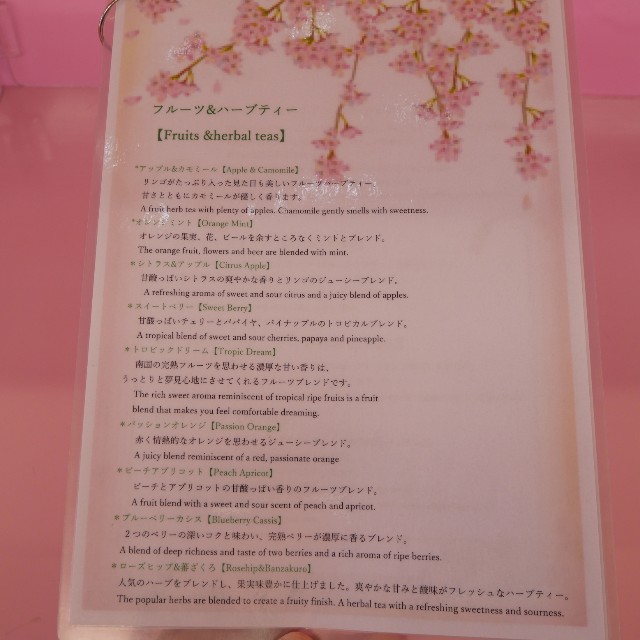 フルーツ&ハーブティー
【Fruits &herbal teas】
*アップル&カモミール【Apple & Camomile】
リンゴがたっぷり入った見た目も美しいフルーツハーブティー。
甘さとともにカモミールが優しく香ります。
A fruit herb tea with plenty of apples. Chamomile gently smells with sweetness.
*オレンジミント【Orange Mint】
オレンジの果実、花、ピールを余すところなくミントとブレンド。
The orange fruit, flowers and beer are blended with mint.
*シトラス&アップル【Citrus Apple】
甘酸っぱいシトラスの爽やかな香りとリンゴのジューシーブレンド。
A refreshing aroma of sweet and sour citrus and a juicy blend of apples.
*スイートベリー【Sweet Berry】
甘酸っぱいチェリーとパパイヤ、パイナップルのトロピカルブレンド。
A tropical blend of sweet and sour cherries, papaya and pineapple.
*トロピックドリーム【Tropic Dream】
南国の完熟フルーツを思わせる濃厚な甘い香りは、
うっとりと夢見心地にさせてくれるフルーツブレンドです。
The rich sweet aroma reminiscent of tropical ripe fruits is a fruit
blend that makes you feel comfortable dreaming.
*パッションオレンジ【Passion Orange】
赤く情熱的なオレンジを思わせるジューシーブレンド。
A juicy blend reminiscent of a red, passionate orange
*ピーチアプリコット【Peach Apricot】
ピーチとアプリコットの甘酸っぱい香りのフルーツブレンド。
A fruit blend with a sweet and sour scent of peach and apricot.
*ブルーベリーカシス【Blueberry Cassis】
２つのベリーの深いコクと味わい、完熟ベリーが濃厚に香るブレンド。
A blend of deep richness and taste of two berries and a rich aroma of ripe berries.
*ローズヒップ&蕃ざくろ【Rosehip&Banzakuro】
人気のハーブをブレンドし、果実味豊かに仕上げました。爽やかな甘みと酸味がフレッシュなハーブティー。
The popular herbs are blended to create a fruity finish. A herbal tea with a refreshing sweetness and sourness.